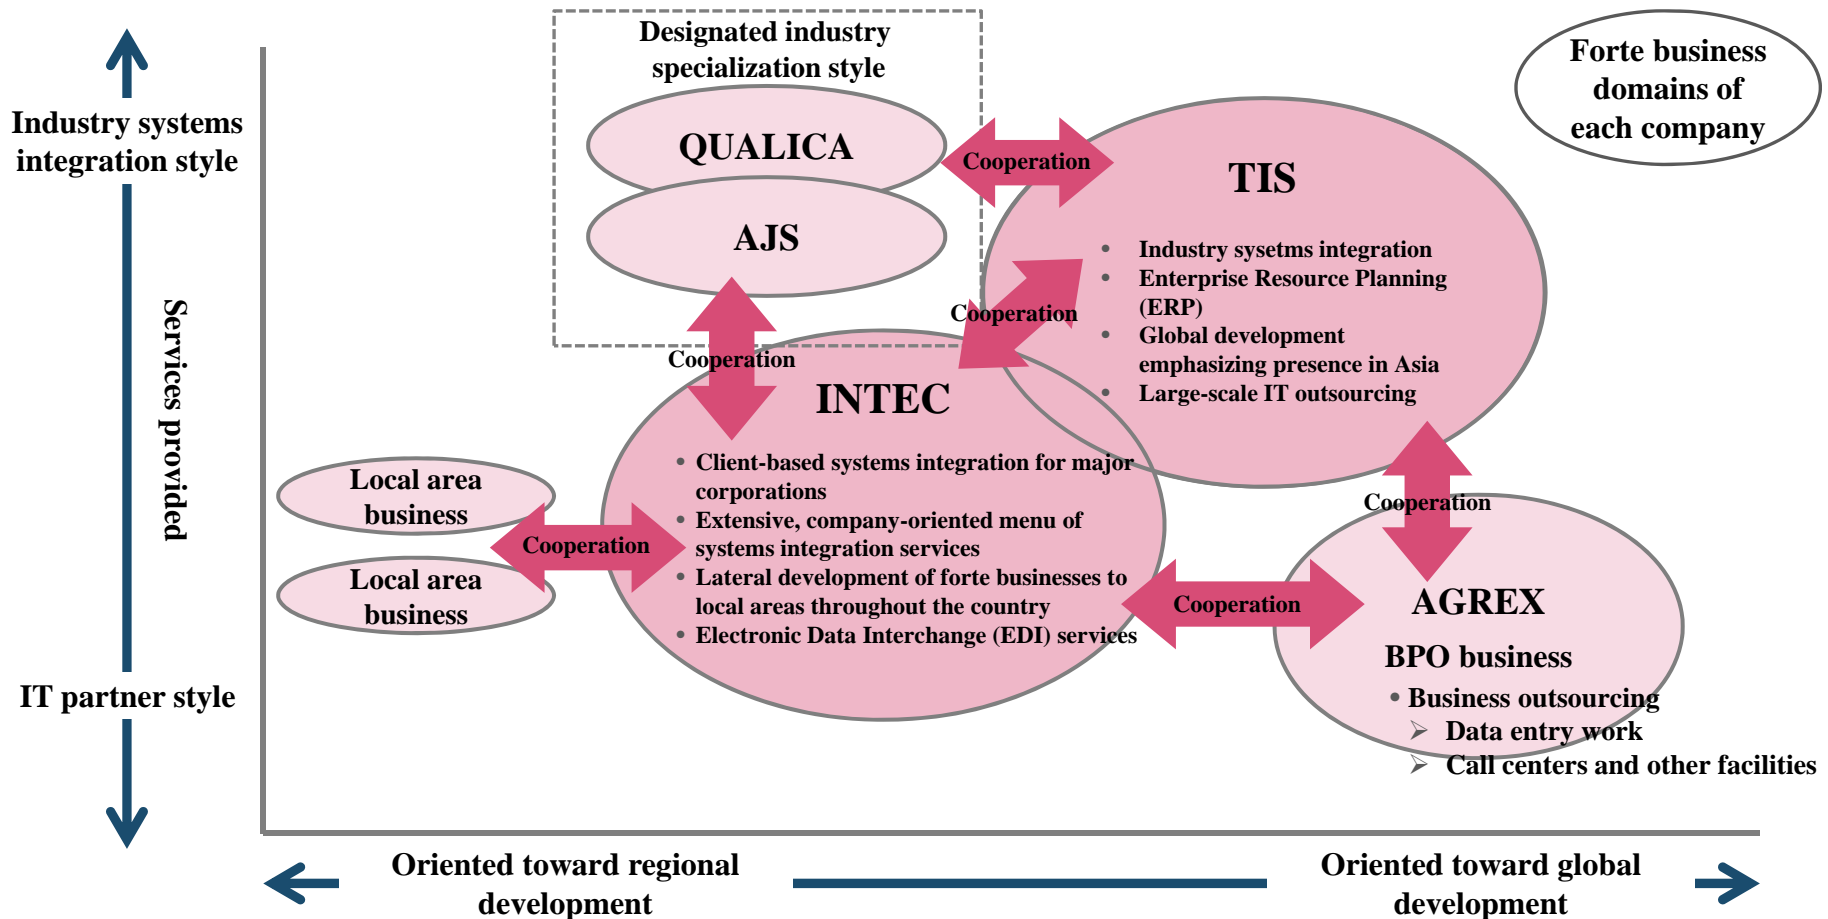 Designated industry
specialization style
Forte business
domains of
each company
Industry systems
integration style
QUALICA
Cooperation
TIS
AJS
Industry sysetms integration
Enterprise Resource Planning
(ERP)
Global development
emphasizing presence in Asia
Large-scale IT outsourcing
Cooperation
Cooperation
Services provided
INTEC
Client-based systems integration for major
corporations
Extensive, company-oriented menu of
systems integration services
Lateral development of forte businesses to
local areas throughout the country
Electronic Data Interchange (EDI) services
Local area
business
Cooperation
Local area
business
Cooperation
Cooperation
AGREX
BPO business
Business outsourcing
Data entry work
Call centers and other facilities
IT partner style
Oriented toward regional
development
Oriented toward global
development